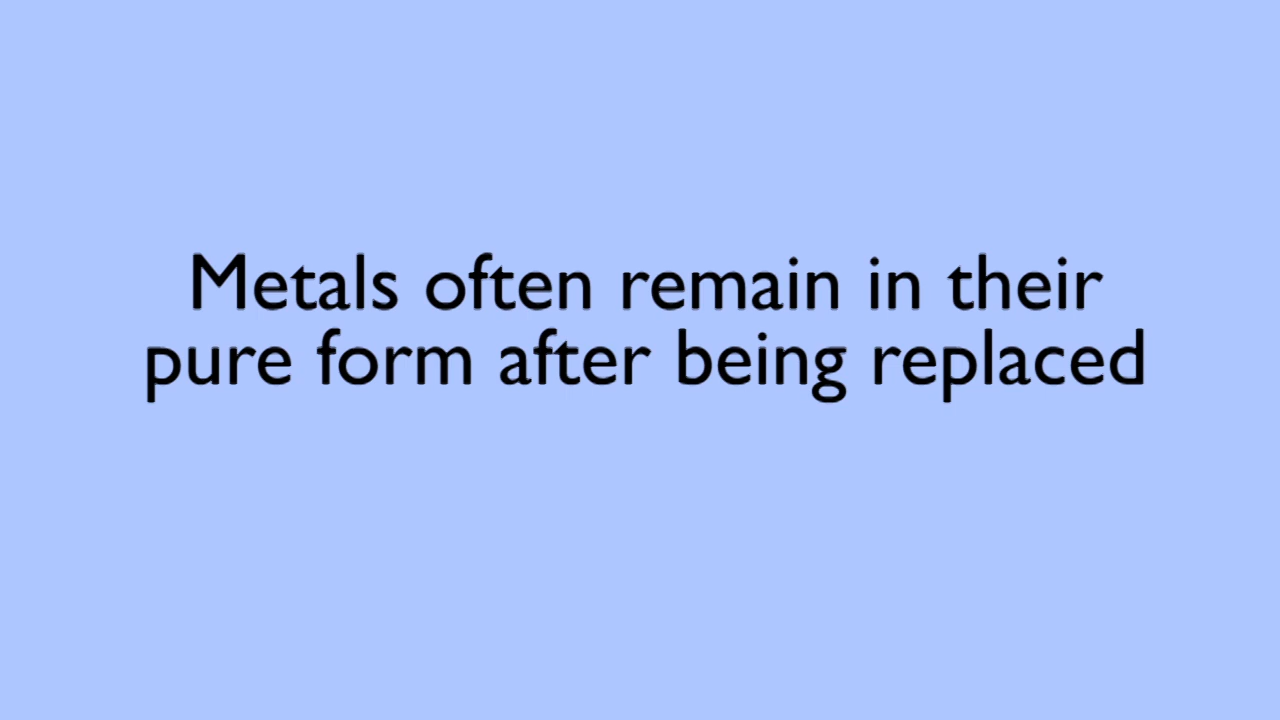 Metals often remain in their
pure form after being replaced